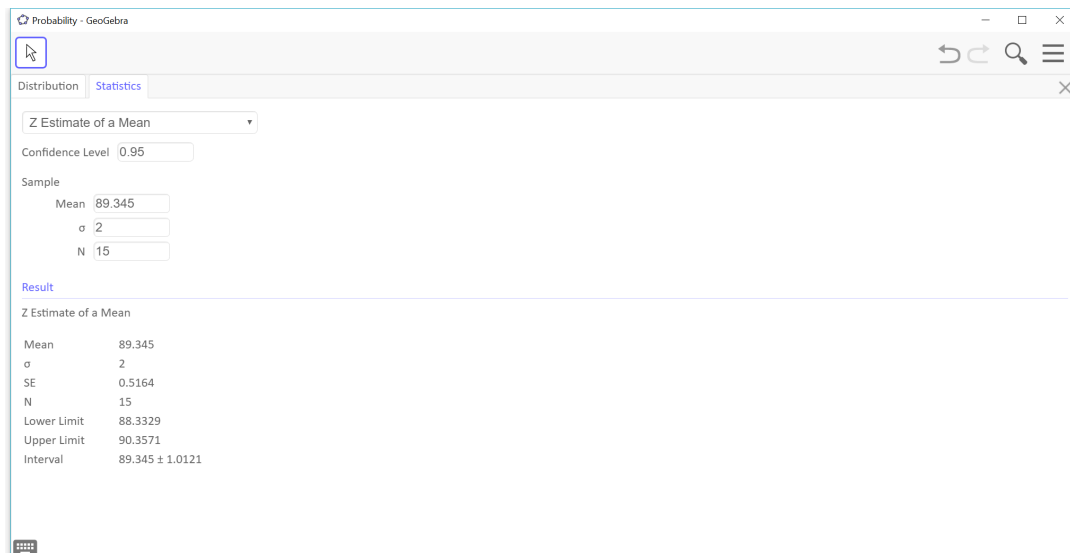 Probability - GeoGebra
Distribution Statistics
Z Estimate of a Mean
Confidence Level 0.95
Sample
Mean 89.345
σ 2
N 15
Result
Z Estimate of a Mean
Mean 89.345
σ 2
SE 0.5164
N 15
Lower Limit 88.3329
Upper Limit 90.3571
Interval 89.345 ± 1.0121